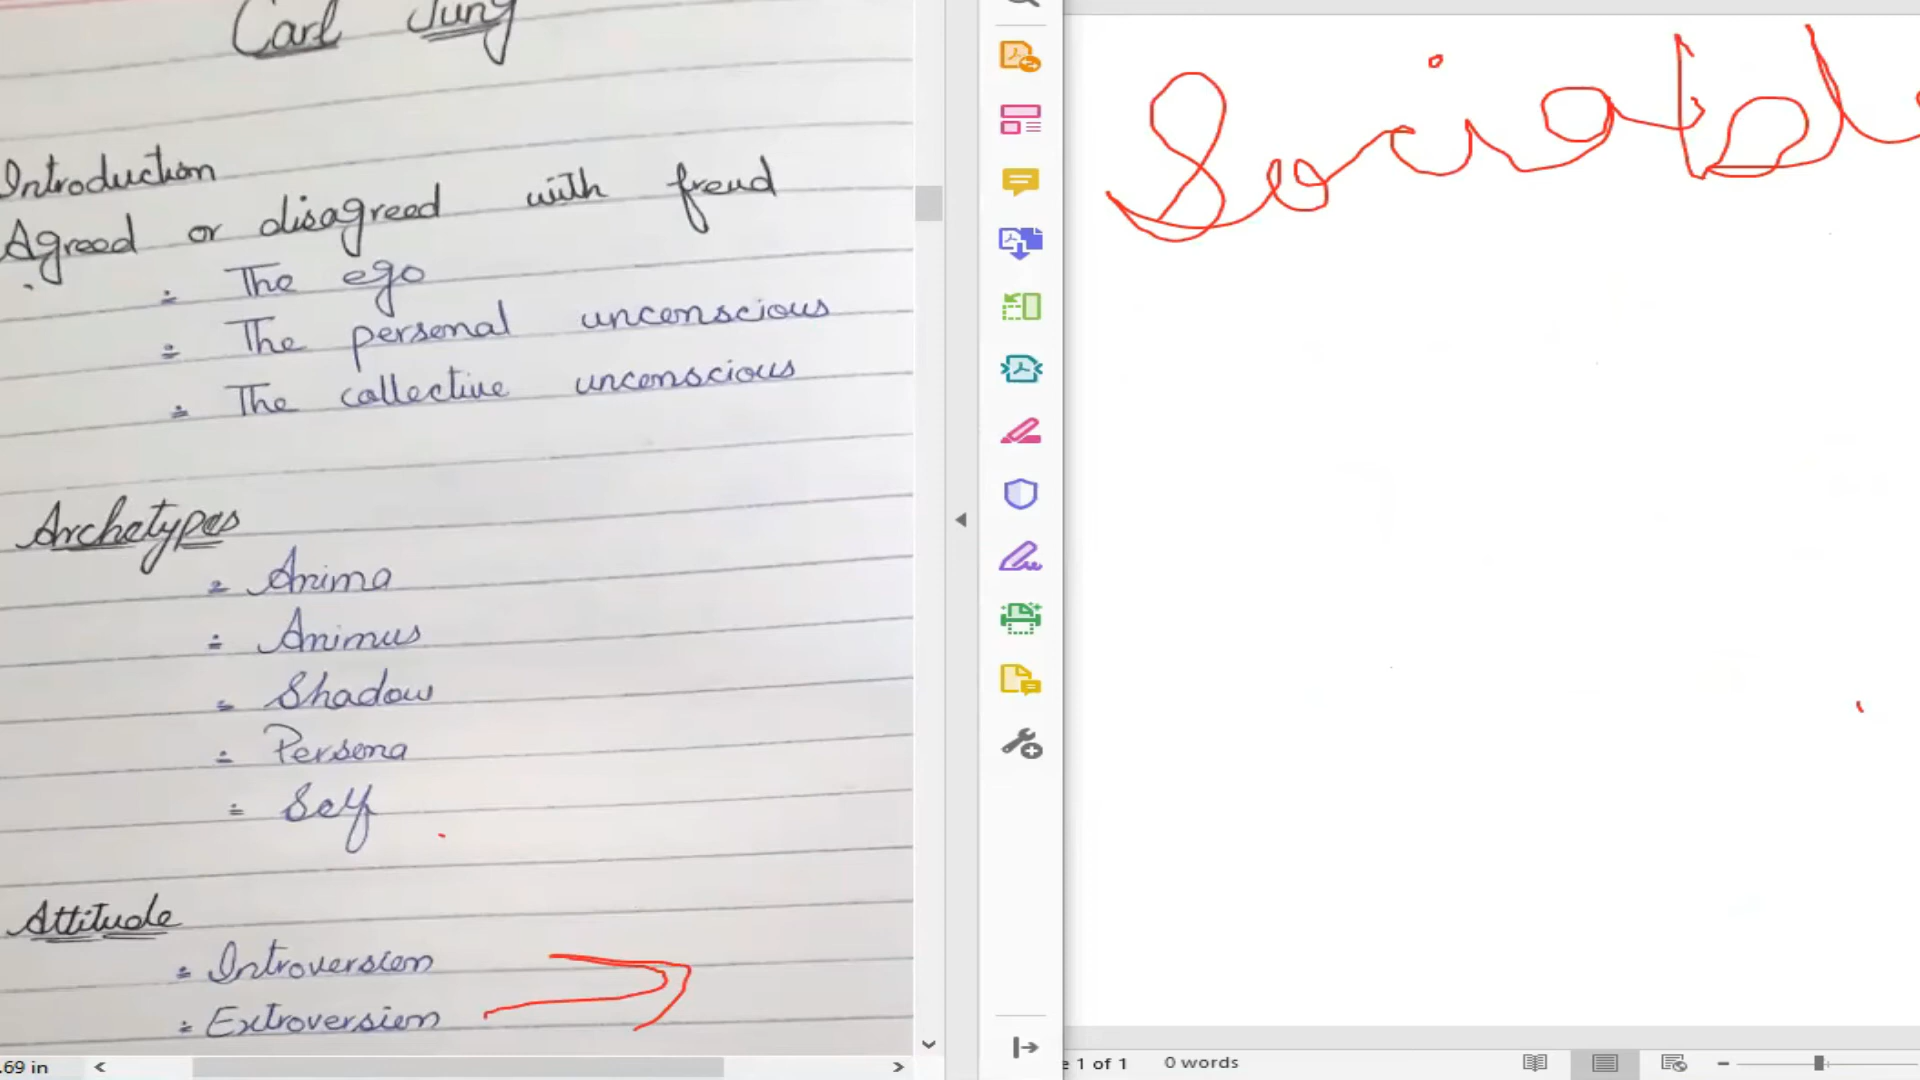 Carl Jung
Introduction
Agreed or disagreed with freud
The ego
The personal unconscious
The collective unconscious
Archetypes
Anima
Animus
Shadow
Persona
Self
Attitude
Introversion
Extroversion
.69 in
1 of 1
0 words